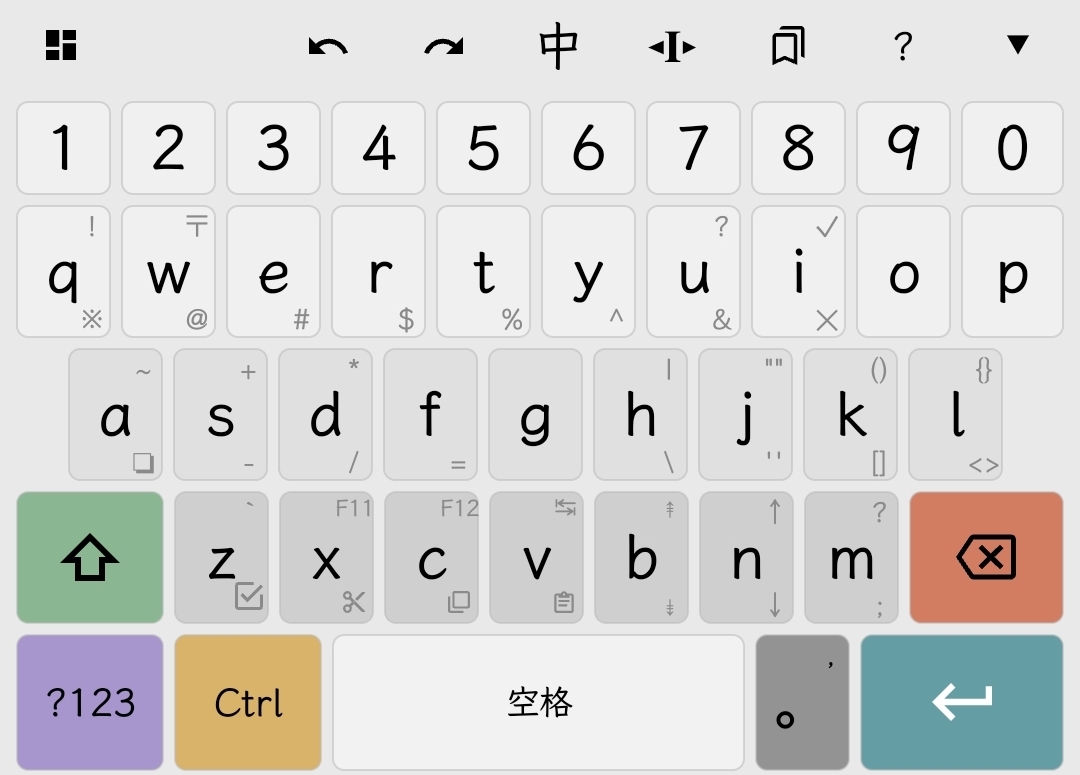 中 I ?
1 2 3 4 5 6 7 8 9 0
! 〒 ? ✓
q w e r t y u i o p
※ @ # $ % ^ & ×
~ + * | "" () {}
a s d f g h j k l
❏ - / = \ '' [] <>
` F11 F12 ↹ ⇞ ↑ ?
z x c v b n m
⇟ ↓ ;
?123 Ctrl 空格 , 。